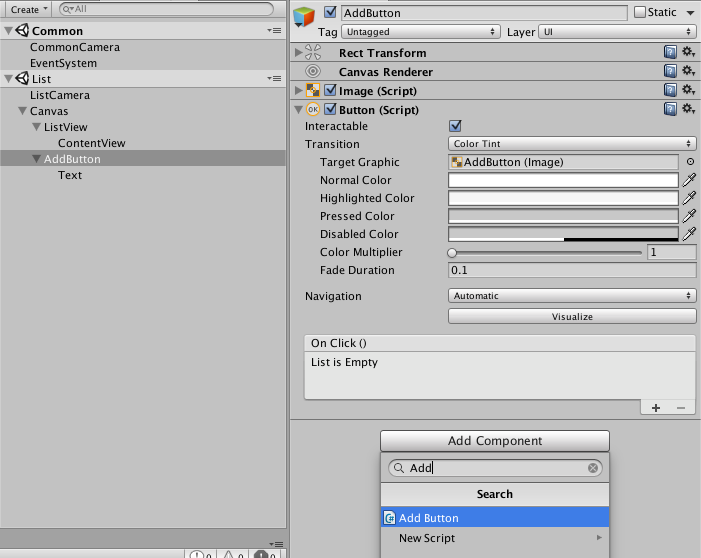 Create
All
Common
CommonCamera
EventSystem
List
ListCamera
Canvas
ListView
ContentView
AddButton
Text
0
0
0
AddButton
Static
Tag
Untagged
Layer
UI
Rect Transform
Canvas Renderer
Image (Script)
OK
Button (Script)
Interactable
Transition
Color Tint
Target Graphic
AddButton (Image)
Normal Color
Highlighted Color
Pressed Color
Disabled Color
Color Multiplier
1
Fade Duration
0.1
Navigation
Automatic
Visualize
On Click ()
List is Empty
Add Component
Add
Search
Add Button
New Script